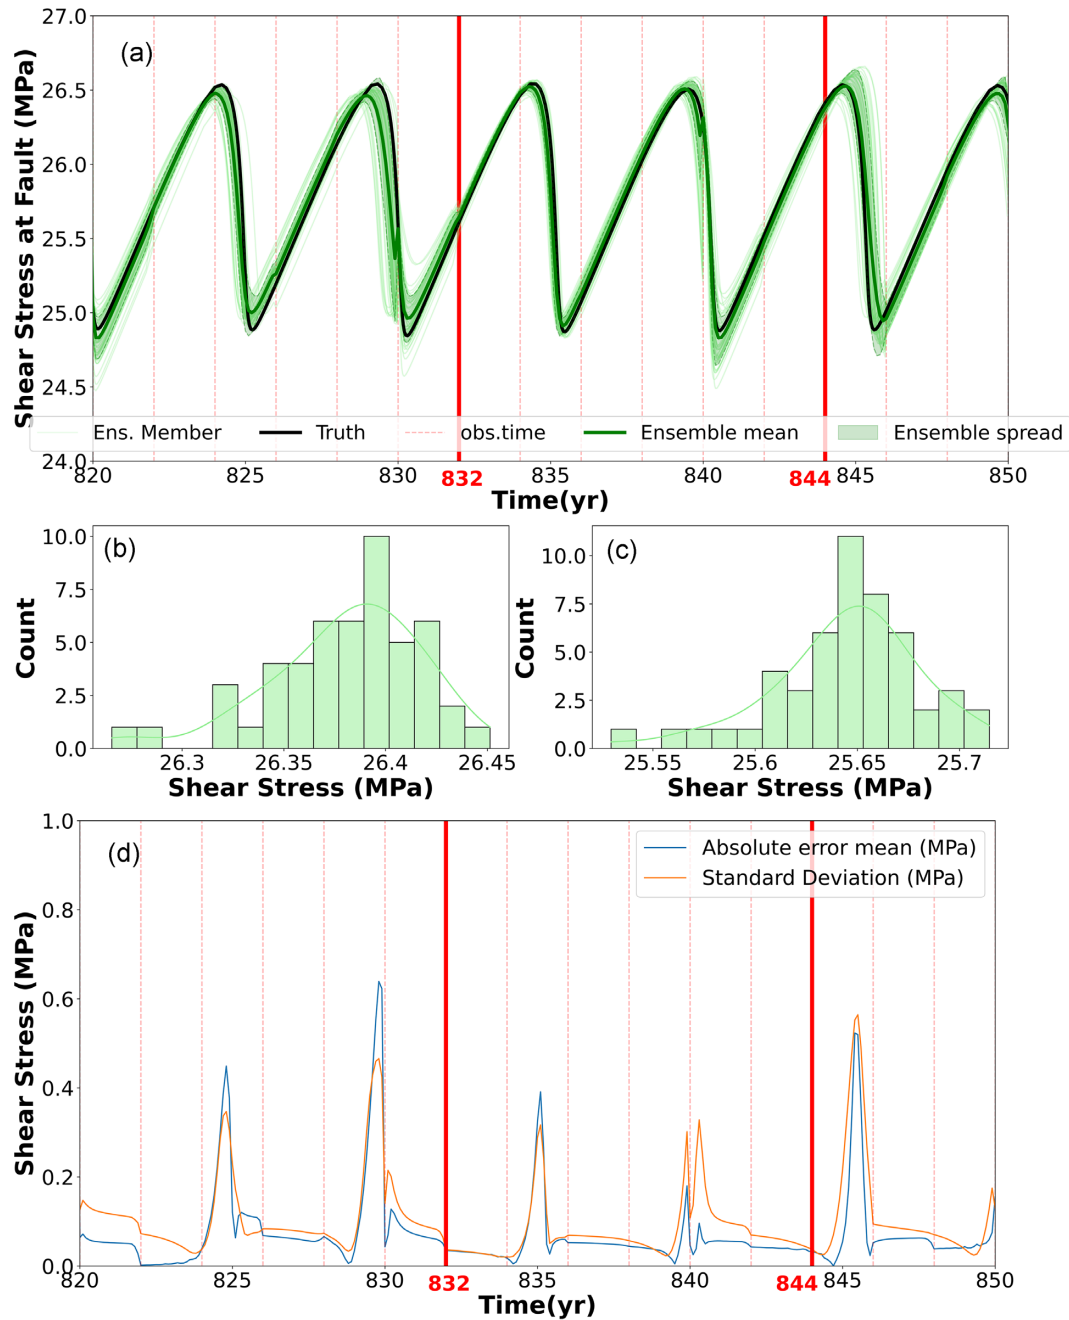 (a)
Shear Stress at Fault (MPa)
27.0
26.5
26.0
25.5
25.0
24.5
24.0
Ens. Member Truth obs.time Ensemble mean Ensemble spread
820 825 830 832 835 840 844 845 850
Time(yr)
(b)
Count
10.0
7.5
5.0
2.5
0.0
26.3 26.35 26.4 26.45
Shear Stress (MPa)
(c)
Count
10.0
7.5
5.0
2.5
0.0
25.55 25.6 25.65 25.7
Shear Stress (MPa)
(d)
Shear Stress (MPa)
1.0
0.8
0.6
0.4
0.2
0.0
Absolute error mean (MPa)
Standard Deviation (MPa)
820 825 830 832 835 840 844 845 850
Time(yr)